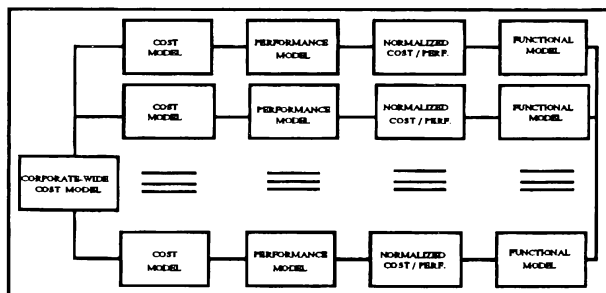 COST
MODEL
PERFORMANCE
MODEL
NORMALIZED
COST / PERF.
FUNCTIONAL
MODEL
COST
MODEL
PERFORMANCE
MODEL
NORMALIZED
COST / PERF.
FUNCTIONAL
MODEL
CORPORATE-WIDE
COST MODEL
COST
MODEL
PERFORMANCE
MODEL
NORMALIZED
COST / PERF.
FUNCTIONAL
MODEL